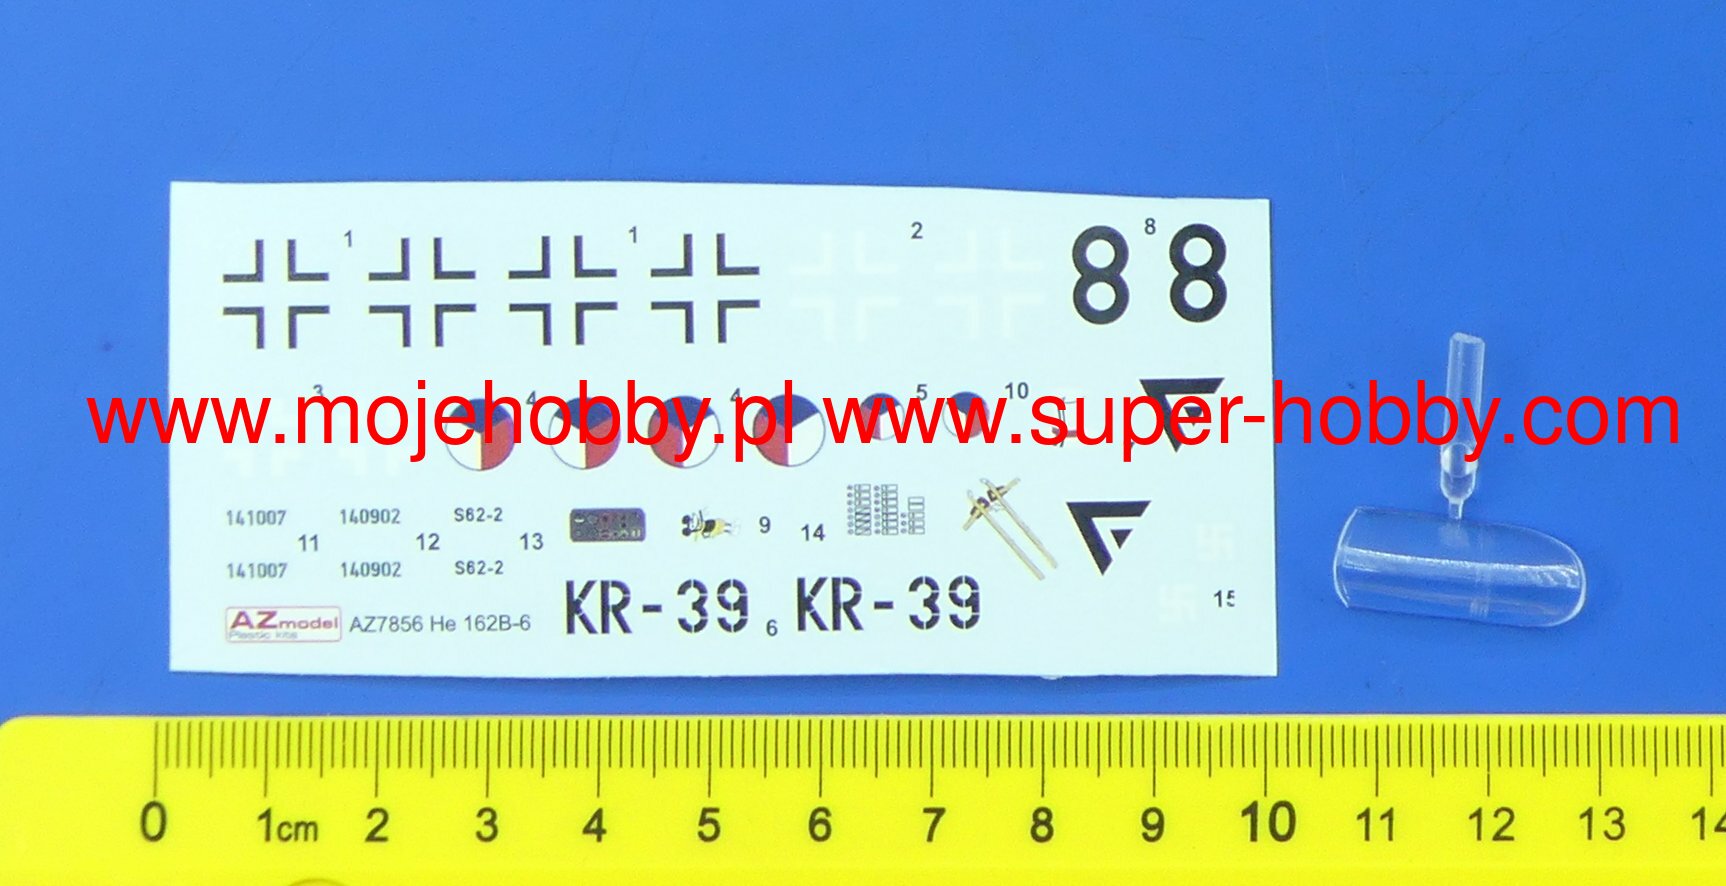 1 1 2 8
8 8
3 4 4 5 10
www.mojehobby.pl www.super-hobby.com
141007 140902 S62-2
11 12 13 9 14
141007 140902 S62-2
KR-39 6 KR-39 15
AZmodel AZ7856 He 162B-6
Plastic kits
0 1cm 2 3 4 5 6 7 8 9 10 11 12 13 14